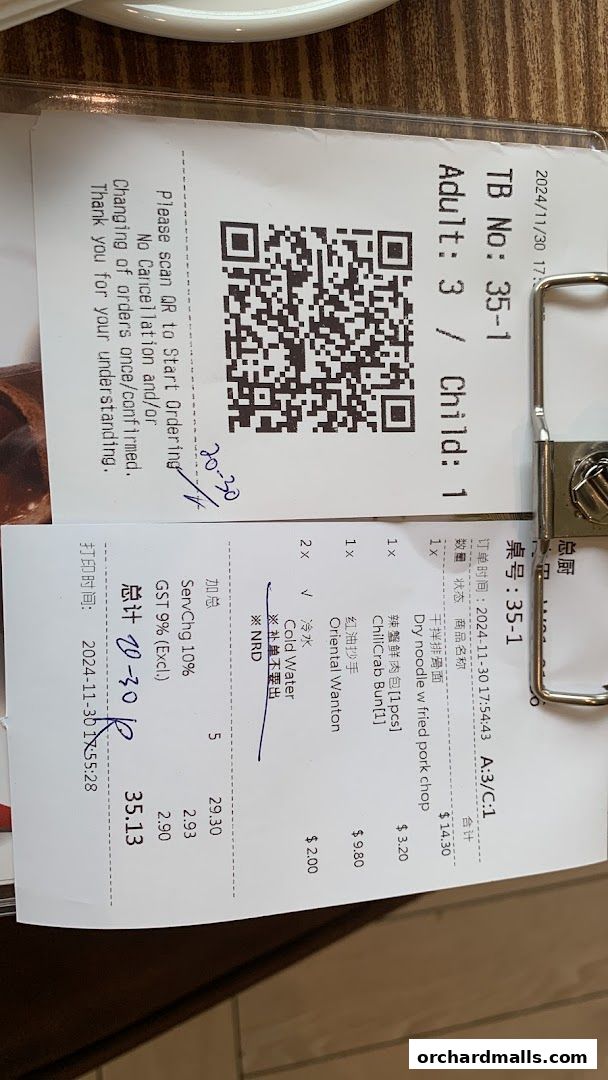 2024/11/30 17:
TB No: 35-1
Adult: 3 / Child: 1
Please scan QR to Start Ordering
No Cancellation and/or
Changing of orders once/confirmed.
Thank you for your understanding.
20-30
总厨
桌号：35-1
订单时间：2024-11-30 17:54:43 A:3/C:1
数量 状态 商品名称 合计
1x 干拌排骨面 $ 14.30
Dry noodle w fried pork chop
1x 辣蟹鲜肉包[1pcs] $ 3.20
ChiliCrab Bun[1]
1x 红油抄手 $ 9.80
Oriental Wanton
2x √ 冷水 $ 2.00
Cold Water
※补单不要出
※NRD
加总 5 29.30
ServChg 10% 2.93
GST 9% (Excl.) 2.90
总计 20-30 35.13
打印时间： 2024-11-30 17:55:28
orchardmalls.com